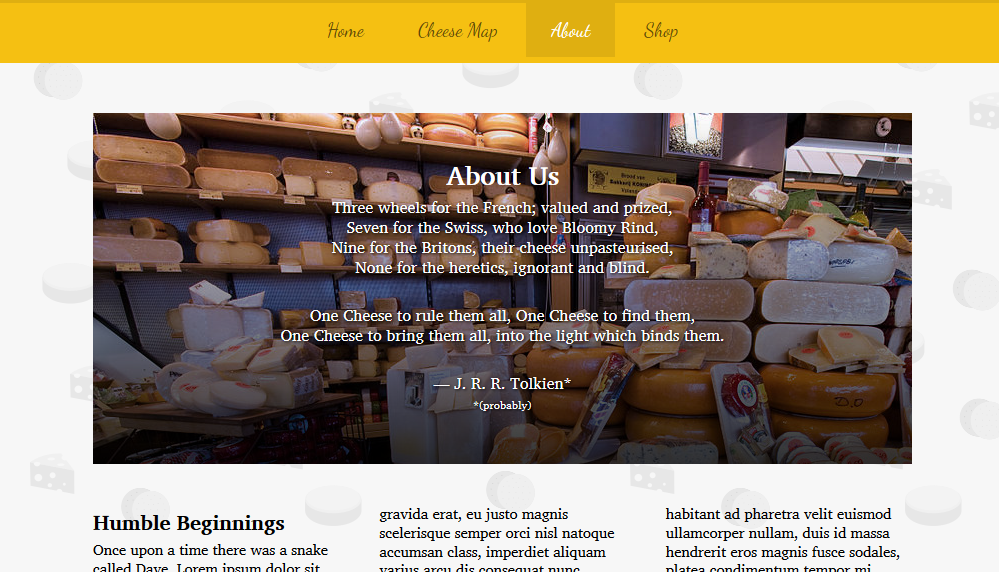 Home Cheese Map About Shop
About Us
Three wheels for the French; valued and prized,
Seven for the Swiss, who love Bloomy Rind,
Nine for the Britons, their cheese unpasteurised,
None for the heretics, ignorant and blind.
One Cheese to rule them all, One Cheese to find them,
One Cheese to bring them all, into the light which binds them.
— J. R. R. Tolkien*
*(probably)
Brood van
D.O
Humble Beginnings
Once upon a time there was a snake
called Dave. Lorem ipsum dolor sit
gravida erat, eu justo magnis
scelerisque semper orci nisl natoque
accumsan class, imperdiet aliquam
varius arcu dis consequat nunc
habitant ad pharetra velit euismod
ullamcorper nullam, duis id massa
hendrerit eros magnis fusce sodales,
platea condimentum tempor mi